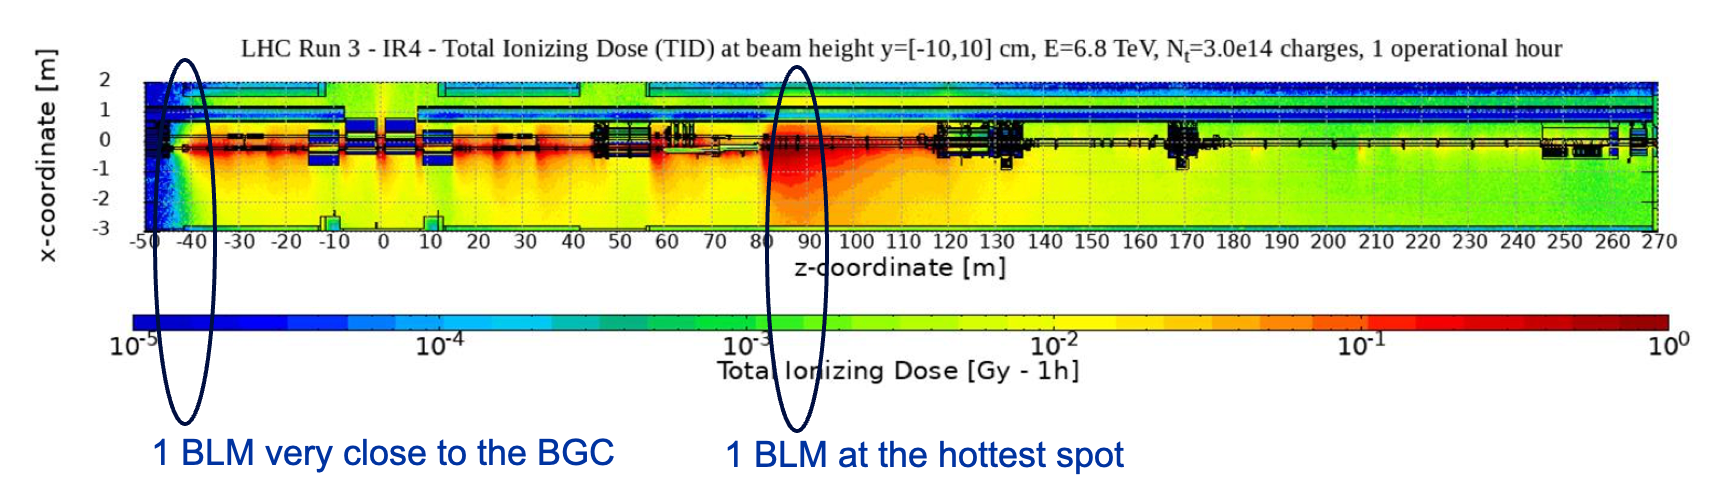 LHC Run 3 - IR4 - Total Ionizing Dose (TID) at beam height y=[-10,10] cm, E=6.8 TeV, Nt=3.0e14 charges, 1 operational hour
x-coordinate [m]
2
1
0
-1
-2
-3
-50 -40 -30 -20 -10 0 10 20 30 40 50 60 70 80 90 100 110 120 130 140 150 160 170 180 190 200 210 220 230 240 250 260 270
z-coordinate [m]
10-5 10-4 10-3 10-2 10-1 100
Total Ionizing Dose [Gy - 1h]
1 BLM very close to the BGC
1 BLM at the hottest spot